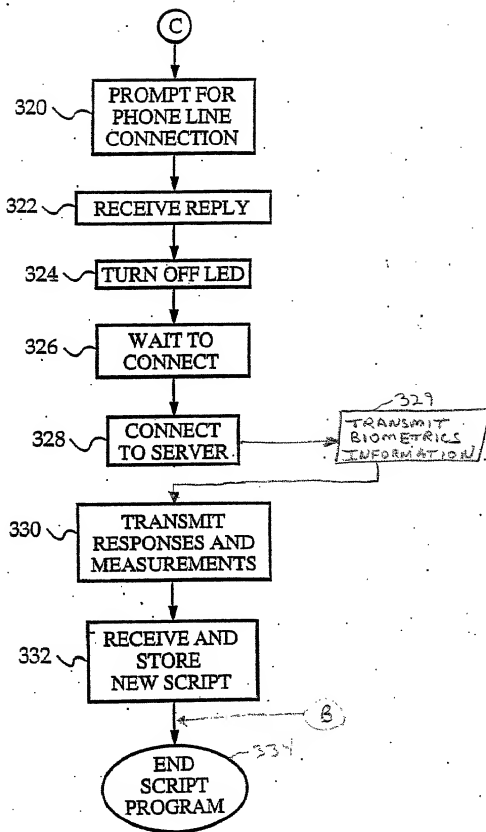 C
320
PROMPT FOR
PHONE LINE
CONNECTION
322
RECEIVE REPLY
324
TURN OFF LED
326
WAIT TO
CONNECT
328
CONNECT
TO SERVER
329
TRANSMIT
BIOMETRICS
INFORMATION
330
TRANSMIT
RESPONSES AND
MEASUREMENTS
332
RECEIVE AND
STORE
NEW SCRIPT
B
334
END
SCRIPT
PROGRAM